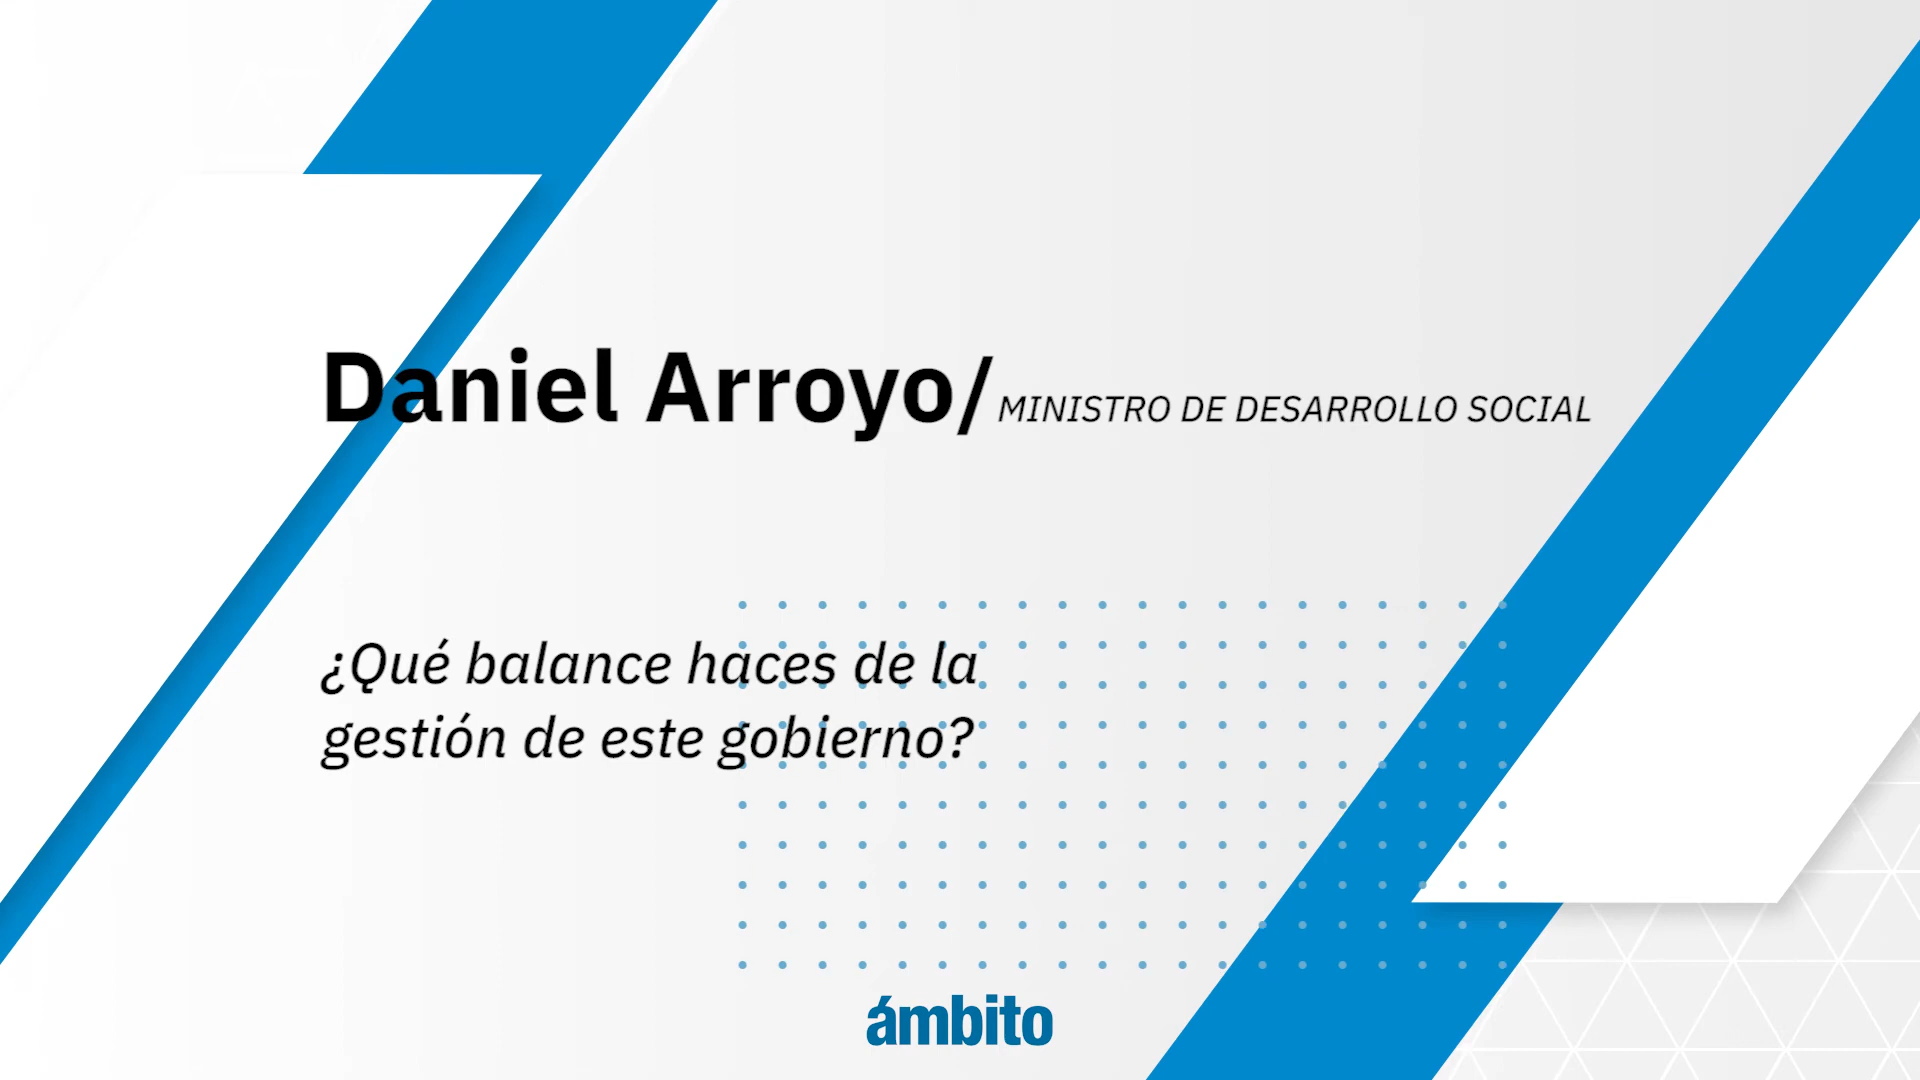 Daniel Arroyo/ MINISTRO DE DESARROLLO SOCIAL
¿Qué balance haces de la
gestión de este gobierno?
ámbito